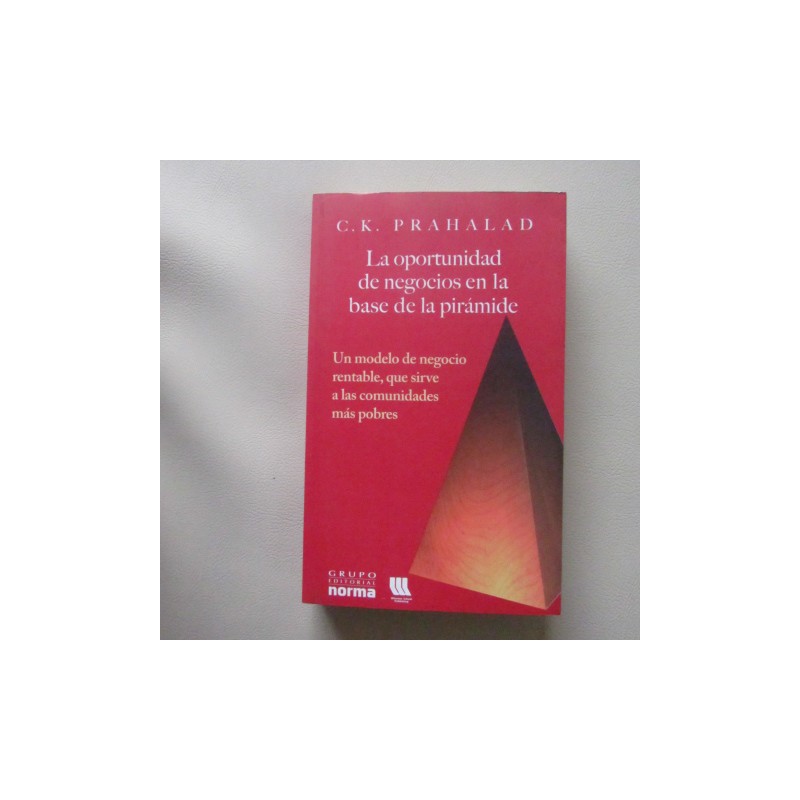 C. K. PRAHALAD
La oportunidad
de negocios en la
base de la pirámide
Un modelo de negocio
rentable, que sirve
a las comunidades
más pobres
GRUPO
EDITORIAL
norma